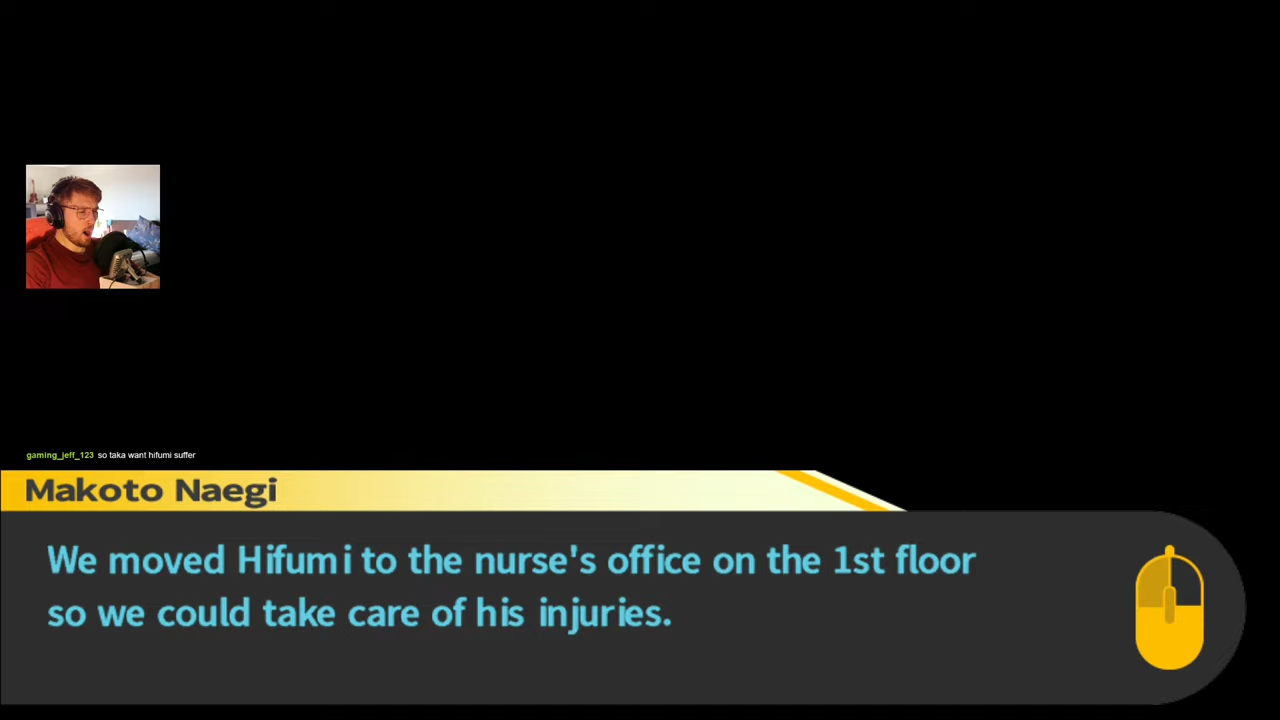 gaming_jeff_123 so taka want hifumi suffer
Makoto Naegi
We moved Hifumi to the nurse's office on the 1st floor
so we could take care of his injuries.